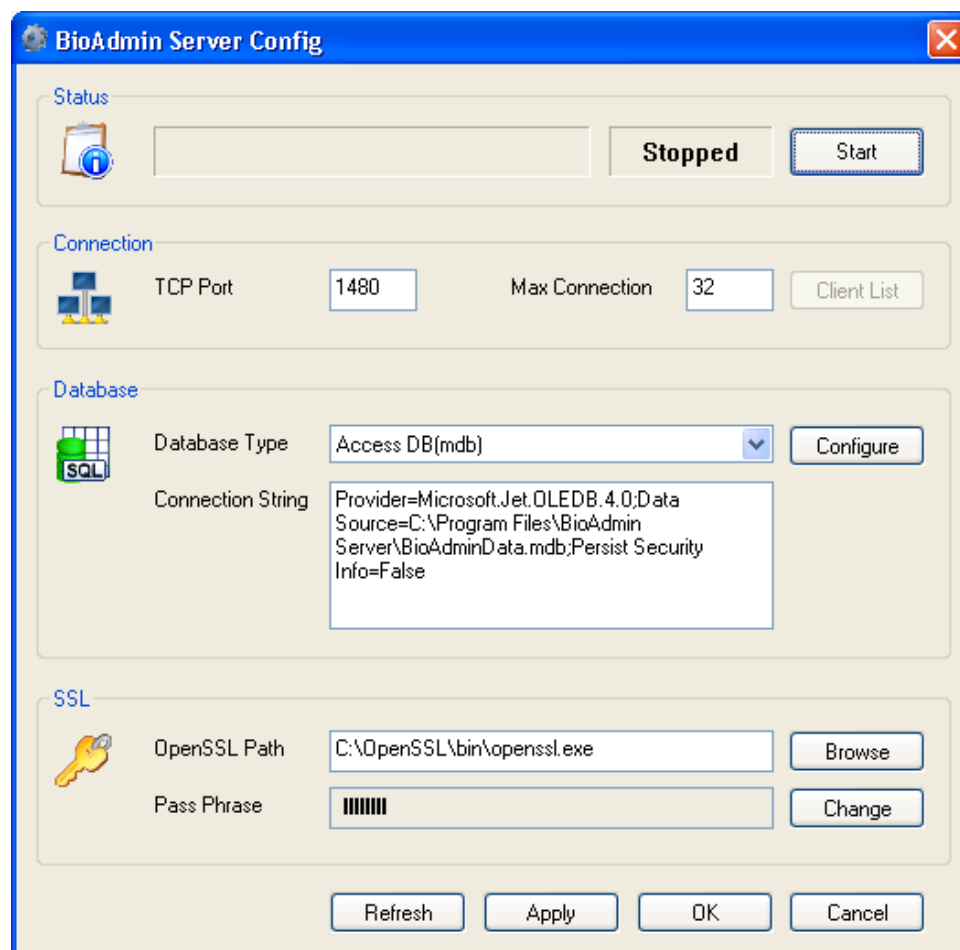 BioAdmin Server Config
Status
Stopped
Start
Connection
TCP Port
1480
Max Connection
32
Client List
Database
SQL
Database Type
Access DB(mdb)
Configure
Connection String
Provider=Microsoft.Jet.OLEDB.4.0;Data
Source=C:\Program Files\BioAdmin
Server\BioAdminData.mdb;Persist Security
Info=False
SSL
OpenSSL Path
C:\OpenSSL\bin\openssl.exe
Browse
Pass Phrase
Change
Refresh
Apply
OK
Cancel